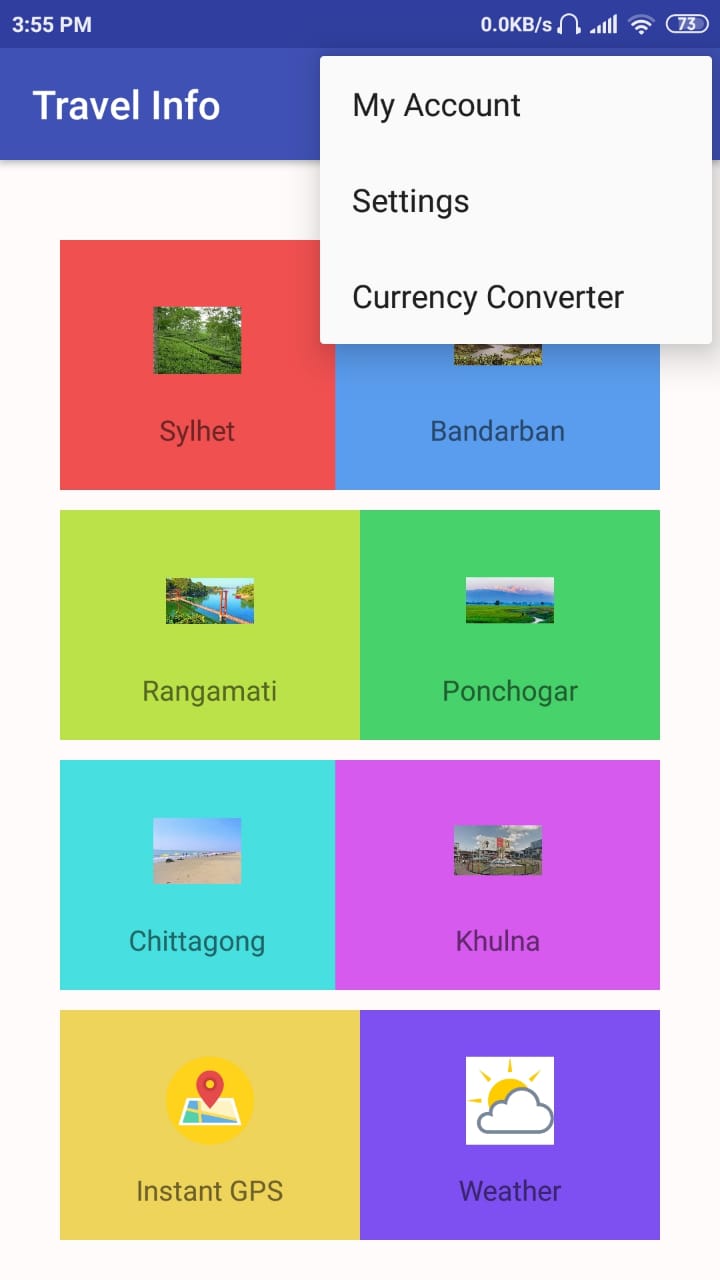 3:55 PM
0.0KB/s
73
Travel Info
My Account
Settings
Currency Converter
Sylhet
Bandarban
Rangamati
Ponchogar
Chittagong
Khulna
Instant GPS
Weather